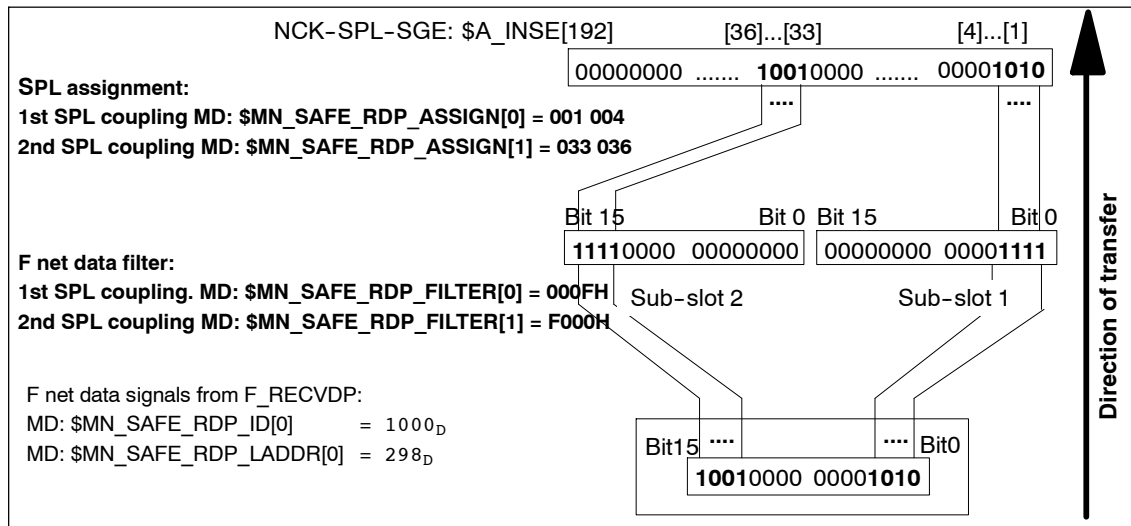 NCK-SPL-SGE: $A_INSE[192] [36]...[33] [4]...[1]
00000000 ....... 10010000 ....... 00001010
SPL assignment:
.... ....
1st SPL coupling MD: $MN_SAFE_RDP_ASSIGN[0] = 001 004
2nd SPL coupling MD: $MN_SAFE_RDP_ASSIGN[1] = 033 036
Direction of transfer
Bit 15 Bit 0 Bit 15 Bit 0
11110000 00000000 00000000 00001111
F net data filter:
1st SPL coupling. MD: $MN_SAFE_RDP_FILTER[0] = 000FH
Sub-slot 2 Sub-slot 1
2nd SPL coupling MD: $MN_SAFE_RDP_FILTER[1] = F000H
F net data signals from F_RECVDP:
MD: $MN_SAFE_RDP_ID[0] = 1000D
MD: $MN_SAFE_RDP_LADDR[0] = 298D
Bit15 .... .... Bit0
10010000 00001010